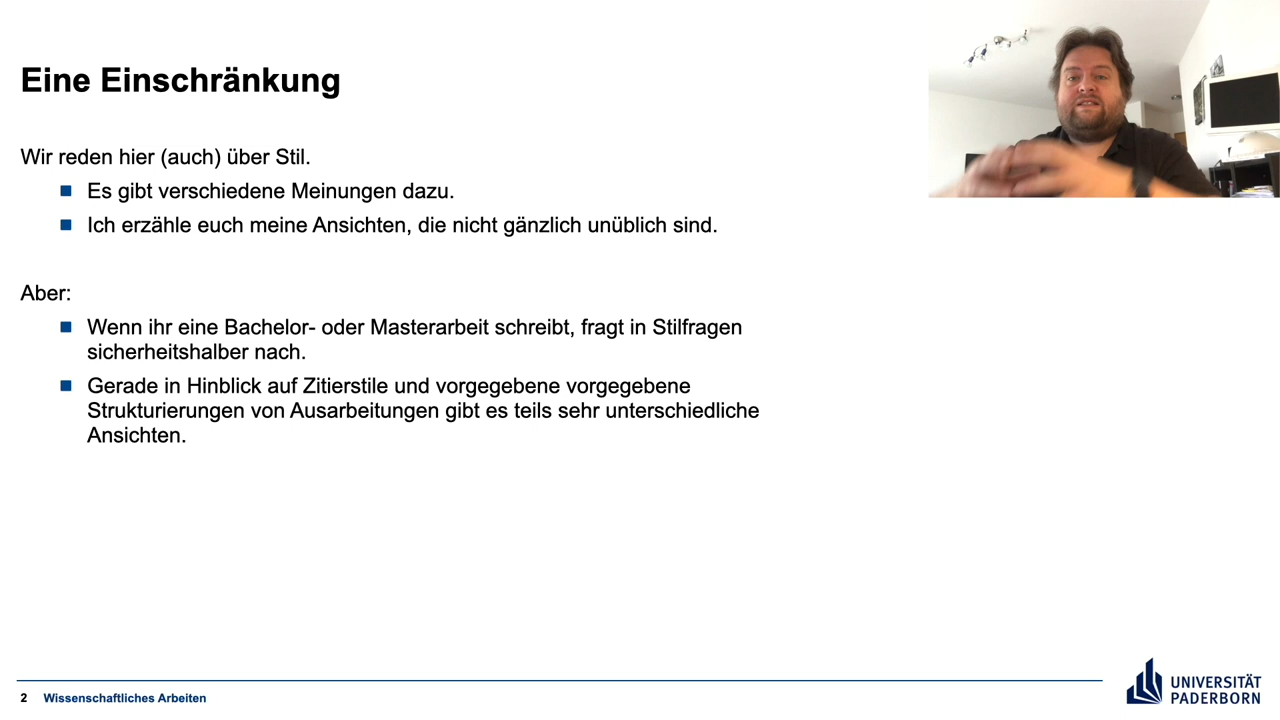 Eine Einschränkung
Wir reden hier (auch) über Stil.
Es gibt verschiedene Meinungen dazu.
Ich erzähle euch meine Ansichten, die nicht gänzlich unüblich sind.
Aber:
Wenn ihr eine Bachelor- oder Masterarbeit schreibt, fragt in Stilfragen
sicherheitshalber nach.
Gerade in Hinblick auf Zitierstile und vorgegebene vorgegebene
Strukturierungen von Ausarbeitungen gibt es teils sehr unterschiedliche
Ansichten.
2 Wissenschaftliches Arbeiten
UNIVERSITÄT
PADERBORN